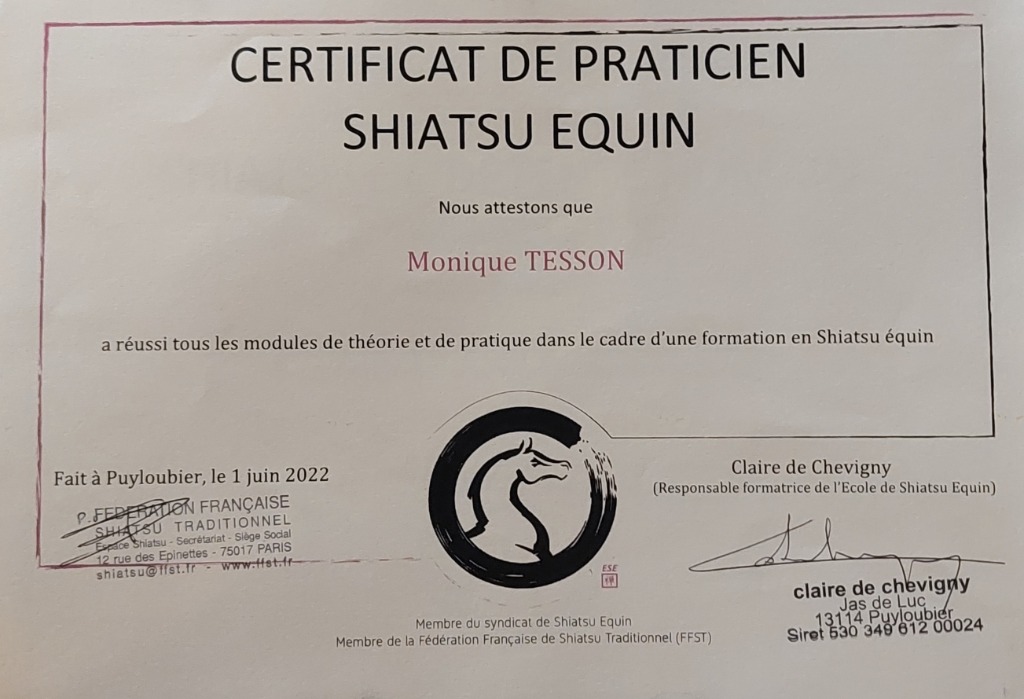 CERTIFICAT DE PRATICIEN
SHIATSU EQUIN
Nous attestons que
Monique TESSON
a réussi tous les modules de théorie et de pratique dans le cadre d'une formation en Shiatsu équin
Fait à Puyloubier, le 1 juin 2022
FEDERATION FRANÇAISE
SHIATSU TRADITIONNEL
Espace Shiatsu - Secrétariat - Siège Social
12 rue des Epinettes - 75017 PARIS
shiatsu@ffst.fr - www.ffst.fr
ESE
Claire de Chevigny
(Responsable formatrice de l'Ecole de Shiatsu Equin)
claire de chevigny
Jas de Luc
13114 Puyloubier
Siret 530 349 612 00024
Membre du syndicat de Shiatsu Equin
Membre de la Fédération Française de Shiatsu Traditionnel (FFST)